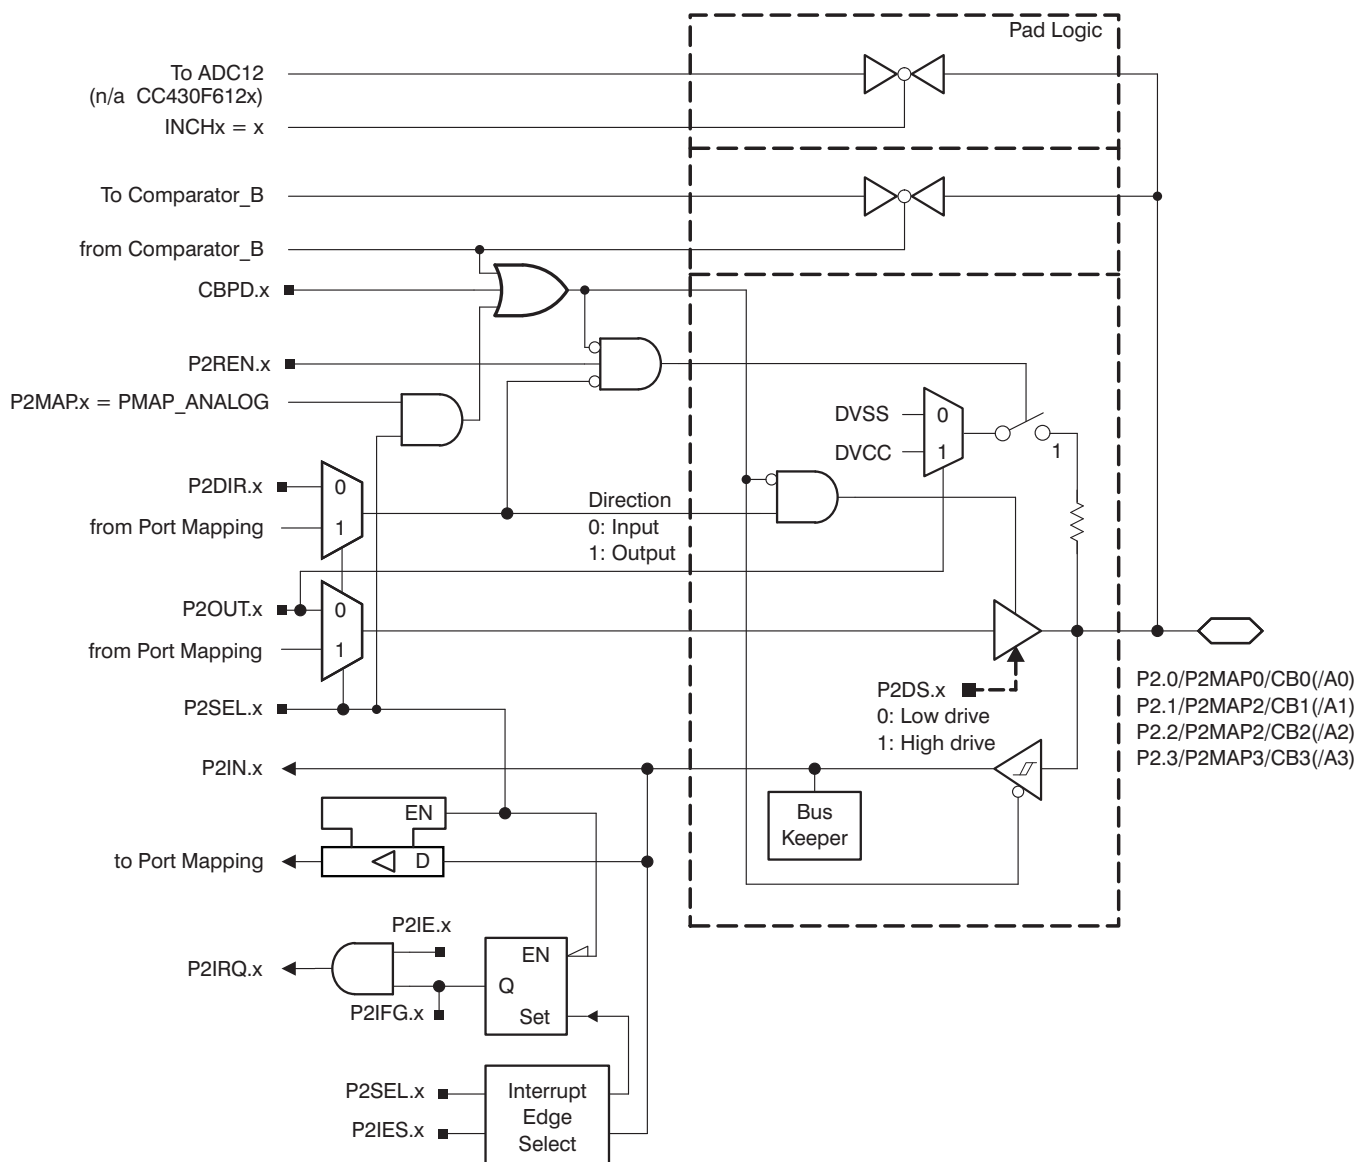 Pad Logic
To ADC12
(n/a CC430F612x)
INCHx = x
To Comparator_B
from Comparator_B
CBPD.x
P2REN.x
P2MAP.x = PMAP_ANALOG
DVSS
0
DVCC
1
1
P2DIR.x
0
from Port Mapping
1
Direction
0: Input
1: Output
P2OUT.x
0
from Port Mapping
1
P2SEL.x
P2DS.x
0: Low drive
1: High drive
P2.0/P2MAP0/CB0(/A0)
P2.1/P2MAP2/CB1(/A1)
P2.2/P2MAP2/CB2(/A2)
P2.3/P2MAP3/CB3(/A3)
P2IN.x
Bus
Keeper
EN
to Port Mapping
D
P2IE.x
P2IRQ.x
EN
Q
P2IFG.x
Set
P2SEL.x
P2IES.x
Interrupt
Edge
Select